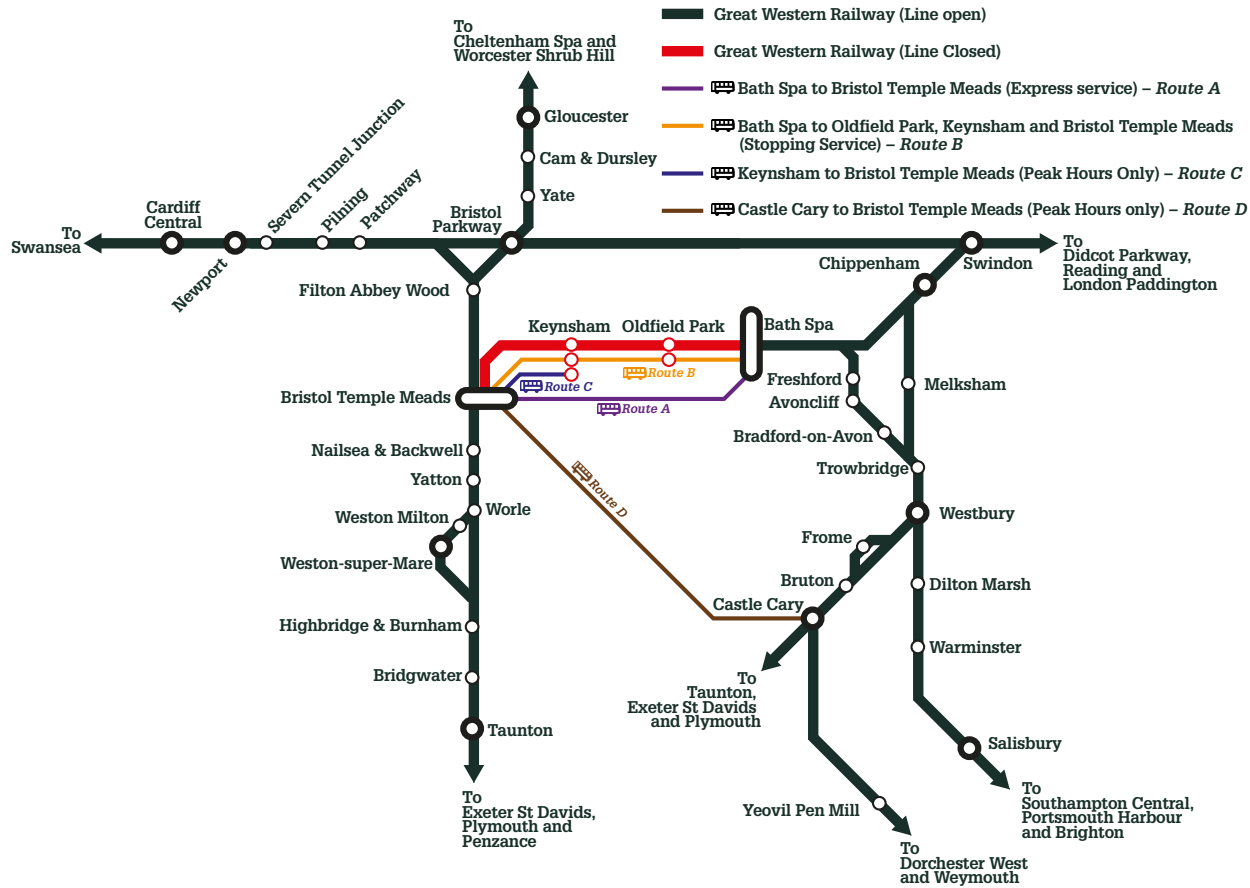 Great Western Railway (Line open)
Great Western Railway (Line Closed)
Bath Spa to Bristol Temple Meads (Express service) – Route A
Bath Spa to Oldfield Park, Keynsham and Bristol Temple Meads
(Stopping Service) – Route B
Keynsham to Bristol Temple Meads (Peak Hours Only) – Route C
Castle Cary to Bristol Temple Meads (Peak Hours only) – Route D
To
Cheltenham Spa and
Worcester Shrub Hill
Gloucester
Cam & Dursley
Yate
Bristol
Parkway
Severn Tunnel Junction
Pilning
Patchway
Cardiff
Central
To
Swansea
Newport
Filton Abbey Wood
Chippenham
Swindon
To
Didcot Parkway,
Reading and
London Paddington
Keynsham
Oldfield Park
Bath Spa
Route B
Route C
Route A
Bristol Temple Meads
Freshford
Avoncliff
Bradford-on-Avon
Melksham
Trowbridge
Nailsea & Backwell
Yatton
Worle
Weston Milton
Weston-super-Mare
Route D
Westbury
Frome
Bruton
Castle Cary
Dilton Marsh
Warminster
Highbridge & Burnham
Bridgwater
Taunton
To
Taunton,
Exeter St Davids
and Plymouth
Salisbury
To
Exeter St Davids,
Plymouth and
Penzance
Yeovil Pen Mill
To
Southampton Central,
Portsmouth Harbour
and Brighton
To
Dorchester West
and Weymouth